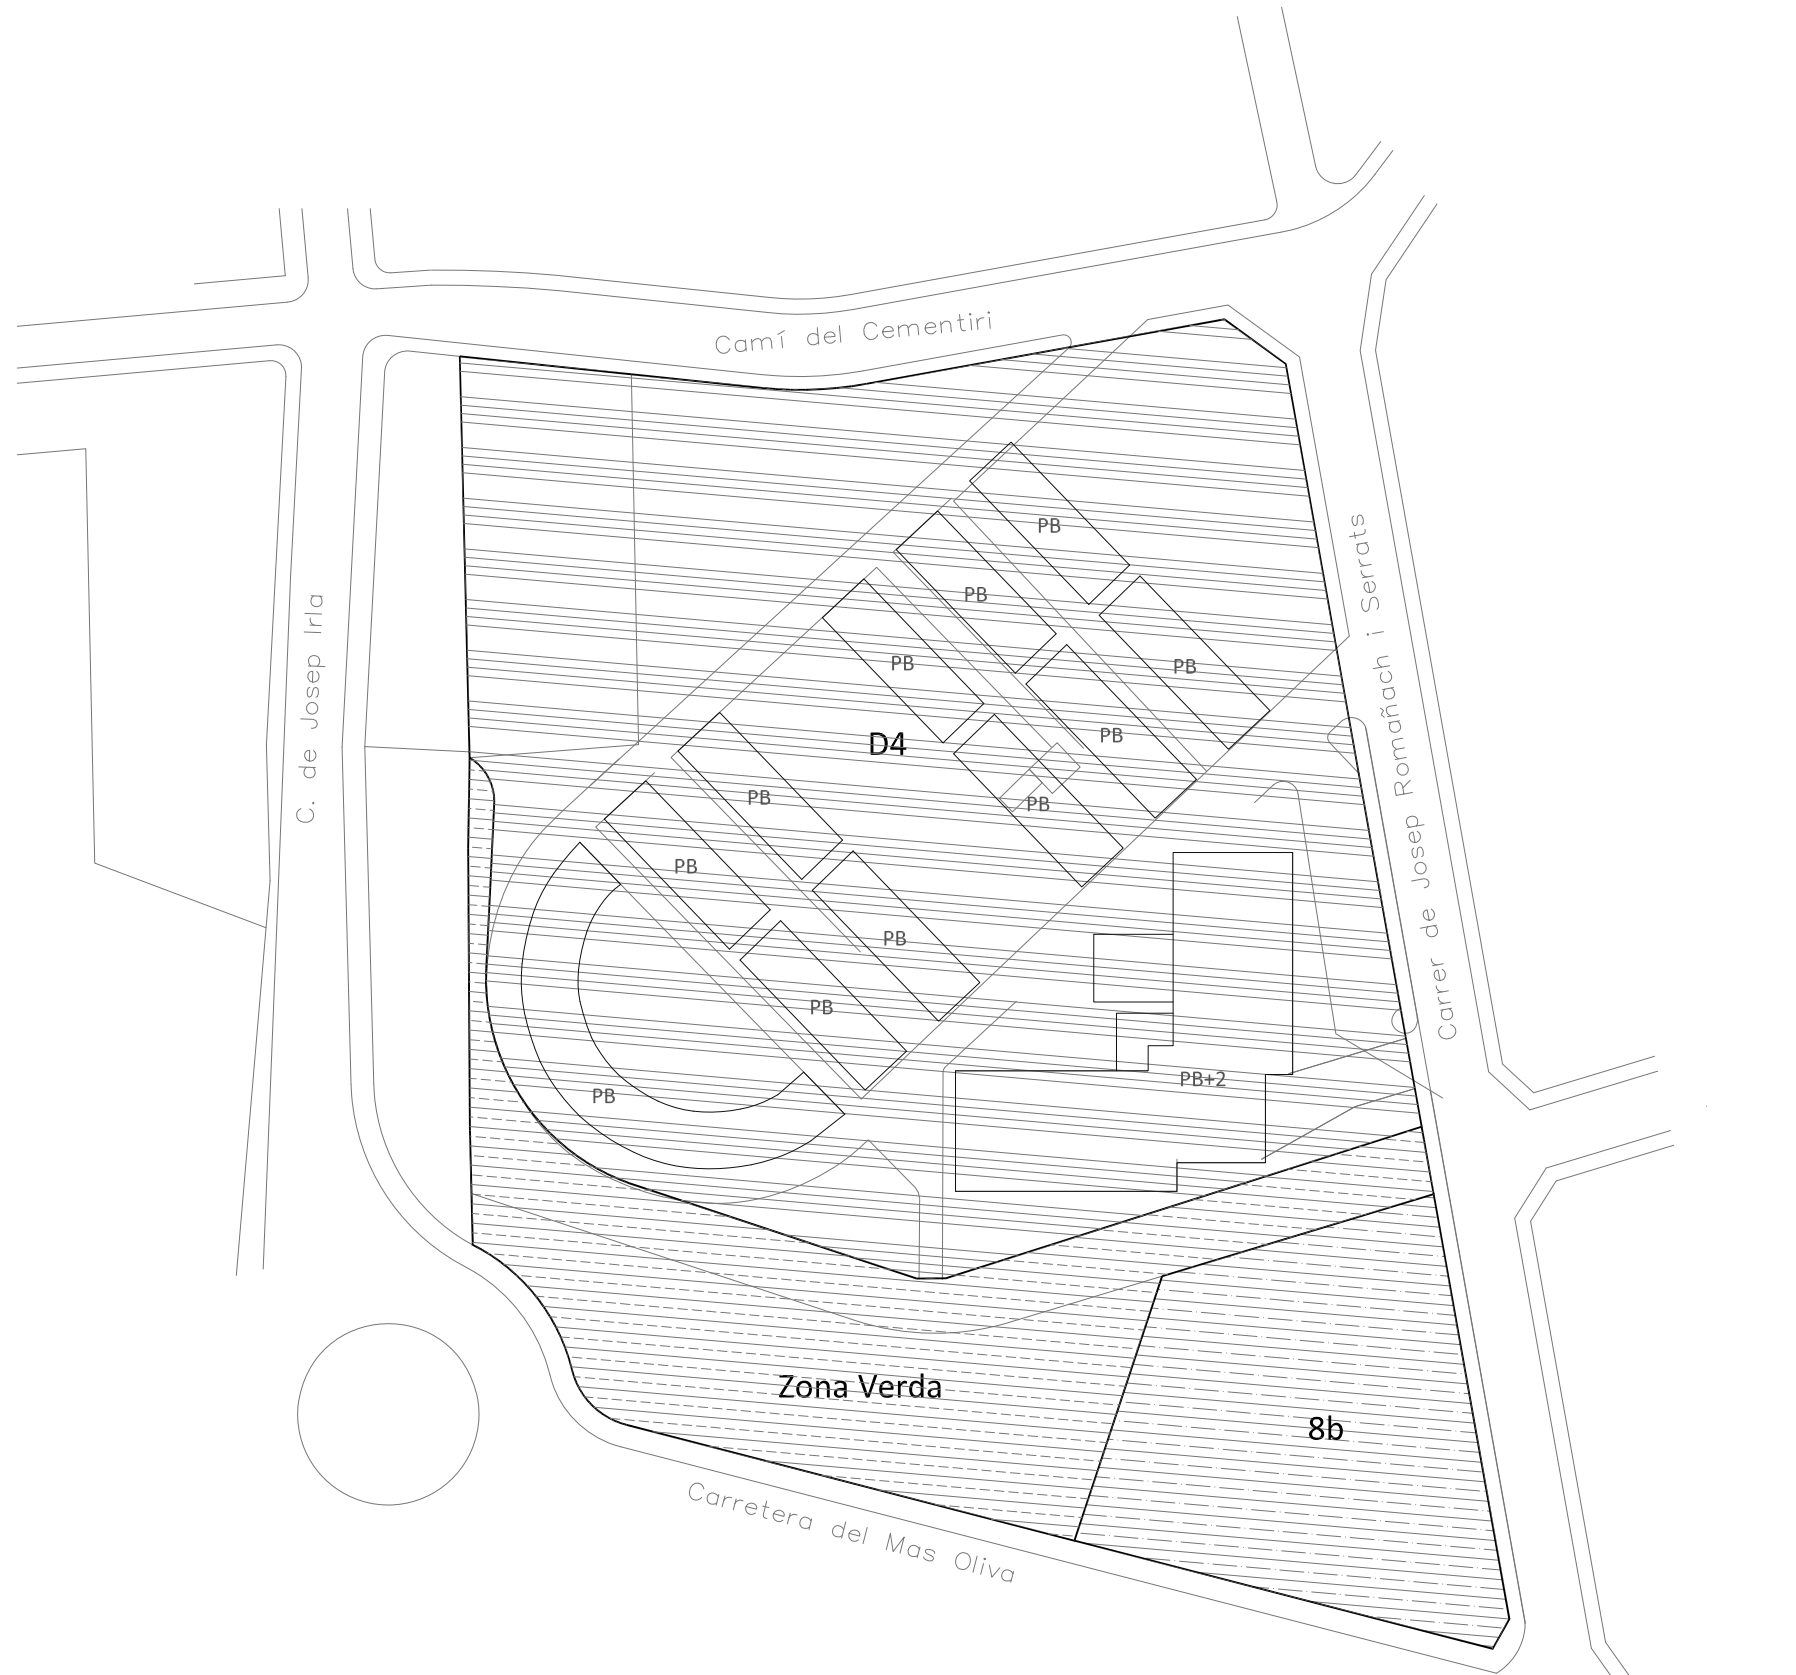 Camí del Cementiri
PB
Carrer de Josep Romañach i Serrats
PB
C. de Josep Irla
PB
PB
PB
D4
PB
PB
PB
PB
PB
PB
PB+2
PB
Zona Verda
8b
Carretera del Mas Oliva